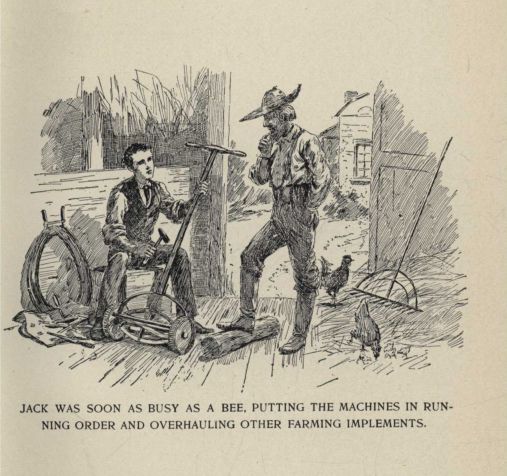 JACK WAS SOON AS BUSY AS A BEE, PUTTING THE MACHINES IN RUN-
NING ORDER AND OVERHAULING OTHER FARMING IMPLEMENTS.